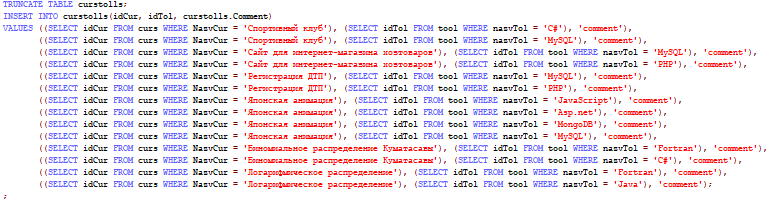 TRUNCATE TABLE curstolls;
INSERT INTO curstolls(idCur, idTol, curstolls.Comment)
VALUES ((SELECT idCur FROM curs WHERE NasvCur = 'Спортивный клуб'), (SELECT idTol FROM tool WHERE nasvTol = 'C#'), 'comment'),
((SELECT idCur FROM curs WHERE NasvCur = 'Спортивный клуб'), (SELECT idTol FROM tool WHERE nasvTol = 'MySQL'), 'comment'),
((SELECT idCur FROM curs WHERE NasvCur = 'Сайт для интернет-магазина зоотоваров'), (SELECT idTol FROM tool WHERE nasvTol = 'MySQL'), 'comment'),
((SELECT idCur FROM curs WHERE NasvCur = 'Сайт для интернет-магазина зоотоваров'), (SELECT idTol FROM tool WHERE nasvTol = 'PHP'), 'comment'),
((SELECT idCur FROM curs WHERE NasvCur = 'Регистрация ДТП'), (SELECT idTol FROM tool WHERE nasvTol = 'MySQL'), 'comment'),
((SELECT idCur FROM curs WHERE NasvCur = 'Регистрация ДТП'), (SELECT idTol FROM tool WHERE nasvTol = 'PHP'), 'comment'),
((SELECT idCur FROM curs WHERE NasvCur = 'Японская анимация'), (SELECT idTol FROM tool WHERE nasvTol = 'JavaScript'), 'comment'),
((SELECT idCur FROM curs WHERE NasvCur = 'Японская анимация'), (SELECT idTol FROM tool WHERE nasvTol = 'Asp.net'), 'comment'),
((SELECT idCur FROM curs WHERE NasvCur = 'Японская анимация'), (SELECT idTol FROM tool WHERE nasvTol = 'MongoDB'), 'comment'),
((SELECT idCur FROM curs WHERE NasvCur = 'Японская анимация'), (SELECT idTol FROM tool WHERE nasvTol = 'MySQL'), 'comment'),
((SELECT idCur FROM curs WHERE NasvCur = 'Биномиальное распределение Куматасавы'), (SELECT idTol FROM tool WHERE nasvTol = 'Fortran'), 'comment'),
((SELECT idCur FROM curs WHERE NasvCur = 'Биномиальное распределение Куматасавы'), (SELECT idTol FROM tool WHERE nasvTol = 'C#'), 'comment'),
((SELECT idCur FROM curs WHERE NasvCur = 'Логарифмическое распределение'), (SELECT idTol FROM tool WHERE nasvTol = 'Fortran'), 'comment'),
((SELECT idCur FROM curs WHERE NasvCur = 'Логарифмическое распределение'), (SELECT idTol FROM tool WHERE nasvTol = 'Java'), 'comment');
;